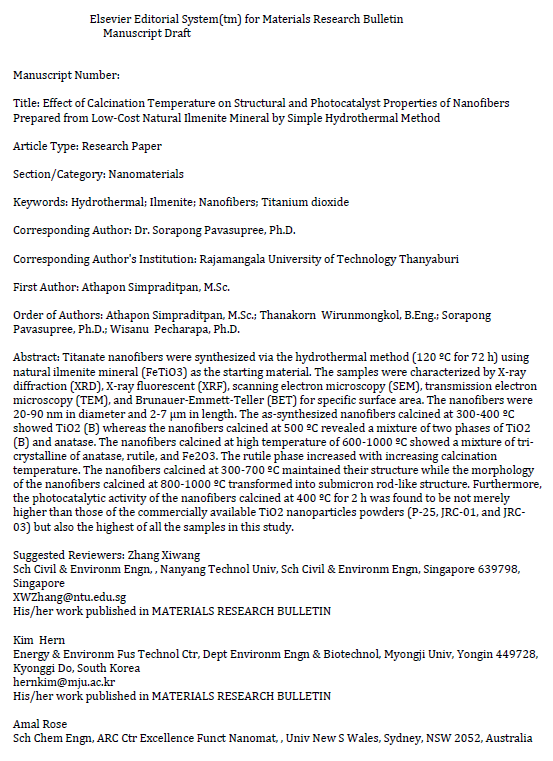 Elsevier Editorial System(tm) for Materials Research Bulletin
Manuscript Draft
Manuscript Number:
Title: Effect of Calcination Temperature on Structural and Photocatalyst Properties of Nanofibers
Prepared from Low-Cost Natural Ilmenite Mineral by Simple Hydrothermal Method
Article Type: Research Paper
Section/Category: Nanomaterials
Keywords: Hydrothermal; Ilmenite; Nanofibers; Titanium dioxide
Corresponding Author: Dr. Sorapong Pavasupree, Ph.D.
Corresponding Author's Institution: Rajamangala University of Technology Thanyaburi
First Author: Athapon Simpraditpan, M.Sc.
Order of Authors: Athapon Simpraditpan, M.Sc.; Thanakorn  Wirunmongkol, B.Eng.; Sorapong
Pavasupree, Ph.D.; Wisanu  Pecharapa, Ph.D.
Abstract: Titanate nanofibers were synthesized via the hydrothermal method (120 ºC for 72 h) using
natural ilmenite mineral (FeTiO3) as the starting material. The samples were characterized by X-ray
diffraction (XRD), X-ray fluorescent (XRF), scanning electron microscopy (SEM), transmission electron
microscopy (TEM), and Brunauer-Emmett-Teller (BET) for specific surface area. The nanofibers were
20-90 nm in diameter and 2-7 µm in length. The as-synthesized nanofibers calcined at 300-400 ºC
showed TiO2 (B) whereas the nanofibers calcined at 500 ºC revealed a mixture of two phases of TiO2
(B) and anatase. The nanofibers calcined at high temperature of 600-1000 ºC showed a mixture of tri-
crystalline of anatase, rutile, and Fe2O3. The rutile phase increased with increasing calcination
temperature. The nanofibers calcined at 300-700 ºC maintained their structure while the morphology
of the nanofibers calcined at 800-1000 ºC transformed into submicron rod-like structure. Furthermore,
the photocatalytic activity of the nanofibers calcined at 400 ºC for 2 h was found to be not merely
higher than those of the commercially available TiO2 nanoparticles powders (P-25, JRC-01, and JRC-
03) but also the highest of all the samples in this study.
Suggested Reviewers: Zhang Xiwang
Sch Civil & Environm Engn, , Nanyang Technol Univ, Sch Civil & Environm Engn, Singapore 639798,
Singapore
XWZhang@ntu.edu.sg
His/her work published in MATERIALS RESEARCH BULLETIN
Kim  Hern
Energy & Environm Fus Technol Ctr, Dept Environm Engn & Biotechnol, Myongji Univ, Yongin 449728,
Kyonggi Do, South Korea
hernkim@mju.ac.kr
His/her work published in MATERIALS RESEARCH BULLETIN
Amal Rose
Sch Chem Engn, ARC Ctr Excellence Funct Nanomat, , Univ New S Wales, Sydney, NSW 2052, Australia